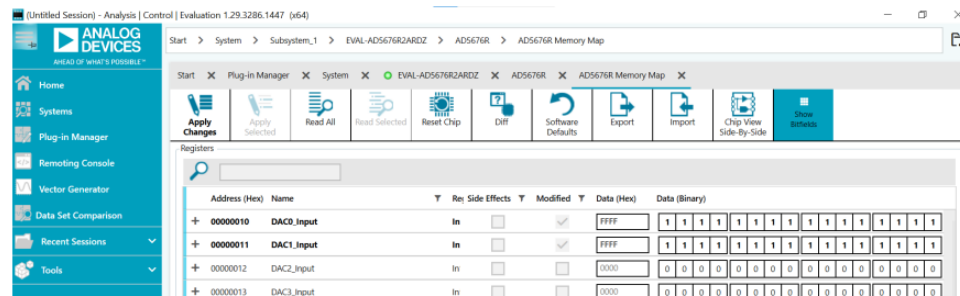 (Untitled Session) - Analysis | Control | Evaluation 1.29.3286.1447 (x64)
ANALOG
DEVICES
AHEAD OF WHAT'S POSSIBLE™
Start > System > Subsystem_1 > EVAL-AD5676R2ARDZ > AD5676R > AD5676R Memory Map
Start X Plug-in Manager X System X EVAL-AD5676R2ARDZ X AD5676R X AD5676R Memory Map X
Home
Systems
Plug-in Manager
Remoting Console
Vector Generator
Data Set Comparison
Recent Sessions
Tools
Apply Changes
Apply Selected
Read All
Read Selected
Reset Chip
Diff
Software Defaults
Export
Import
Chip View Side-By-Side
Show Bitfields
Registers
Address (Hex) Name Re Side Effects Modified Data (Hex) Data (Binary)
+ 00000010 DAC0_Input In FFFF 1 1 1 1 1 1 1 1 1 1 1 1 1 1 1 1
+ 00000011 DAC1_Input In FFFF 1 1 1 1 1 1 1 1 1 1 1 1 1 1 1 1
+ 00000012 DAC2_Input In 0000 0 0 0 0 0 0 0 0 0 0 0 0 0 0 0 0
+ 00000013 DAC3_Input In 0000 0 0 0 0 0 0 0 0 0 0 0 0 0 0 0 0